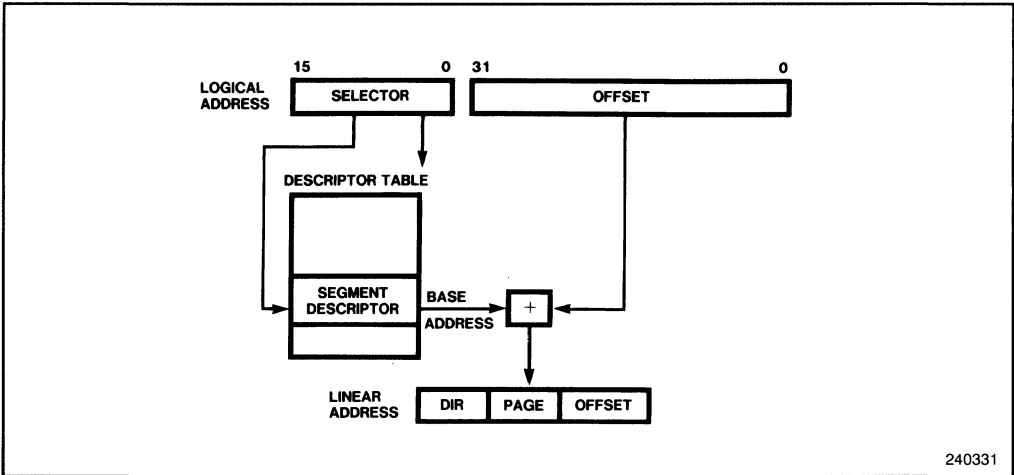 15 0 31 0
LOGICAL
ADDRESS
SELECTOR
OFFSET
DESCRIPTOR TABLE
SEGMENT
DESCRIPTOR
BASE
ADDRESS
+
LINEAR
ADDRESS
DIR PAGE OFFSET
240331